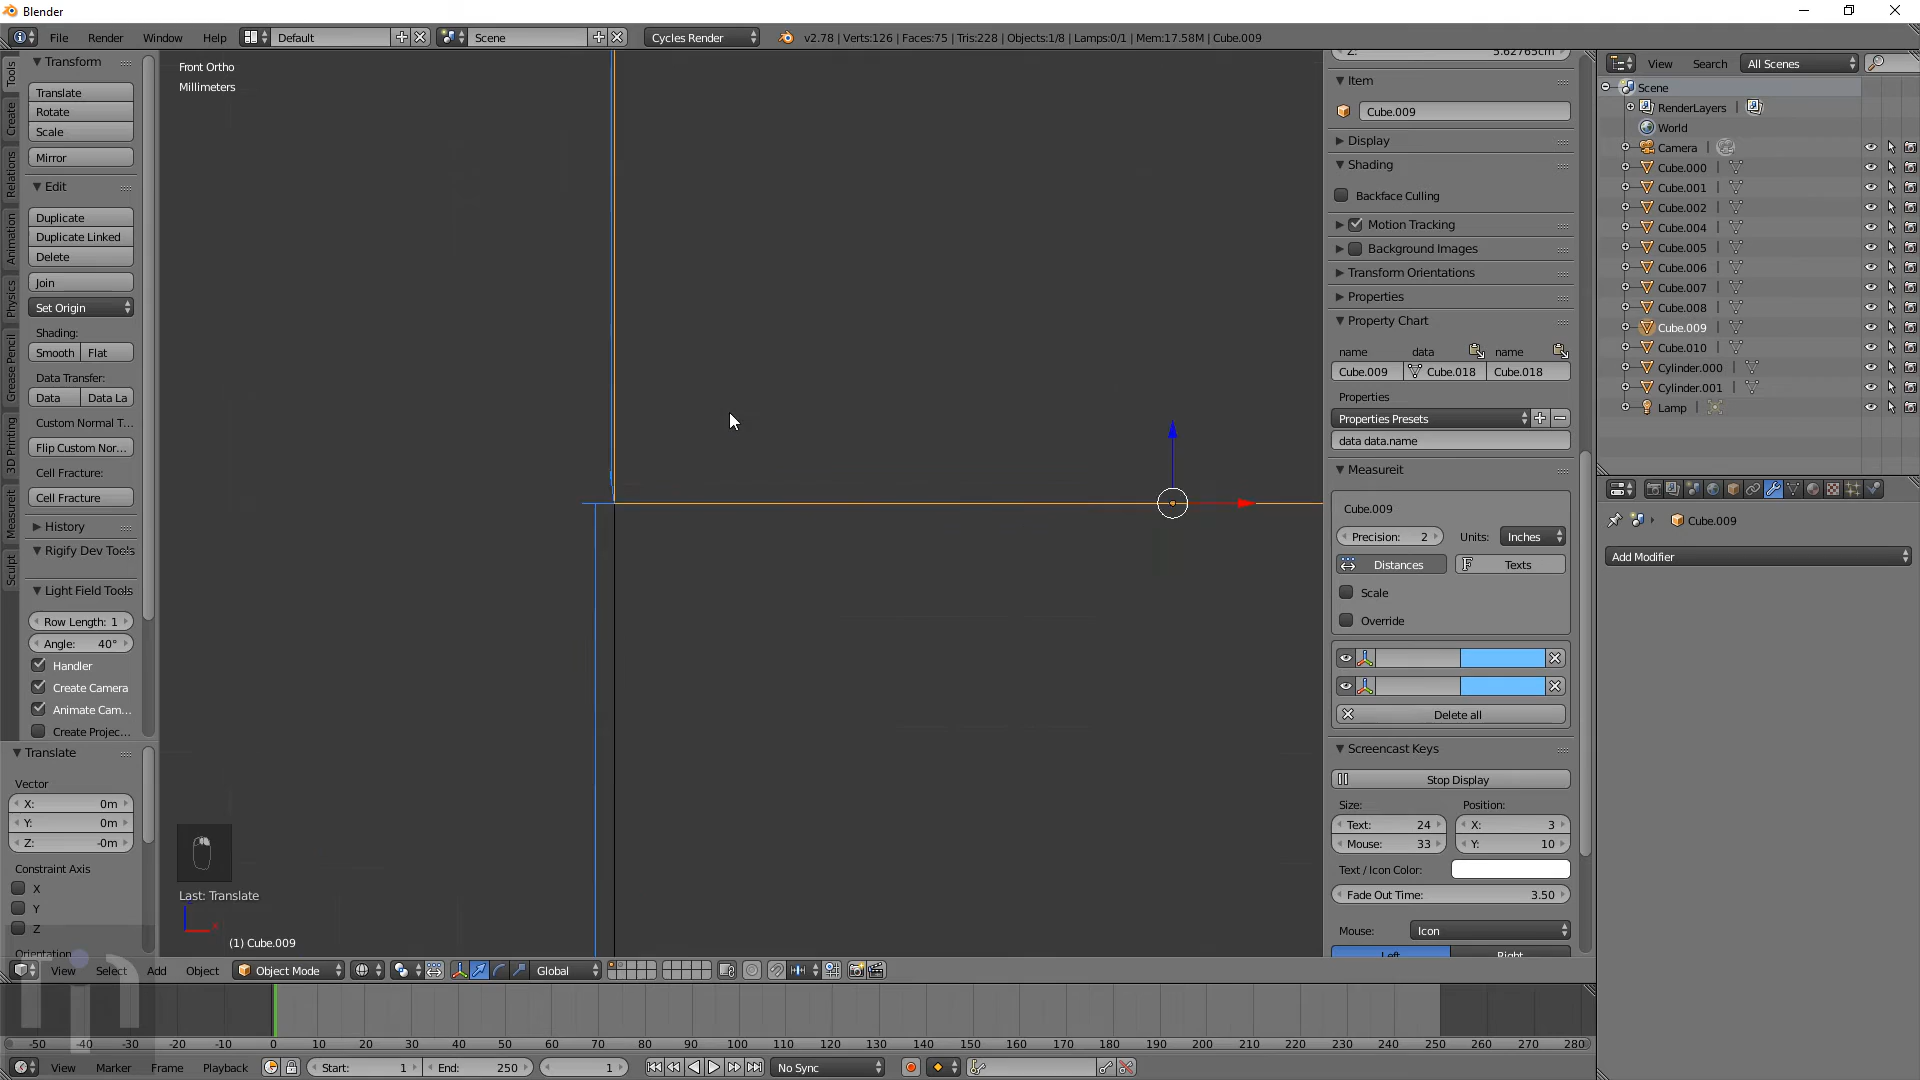 Blender
File Render Window Help Default Scene Cycles Render v2.78 | Verts:126 | Faces:75 | Tris:228 | Objects:1/8 | Lamps:0/1 | Mem:17.58M | Cube.009
Tools
Create
Relations
Animation
Physics
Grease Pencil
3D Printing
Measureit
Sculpt
Transform
Translate
Rotate
Scale
Mirror
Edit
Duplicate
Duplicate Linked
Delete
Join
Set Origin
Shading:
Smooth Flat
Data Transfer:
Data Data La
Custom Normal T...
Flip Custom Nor...
Cell Fracture:
Cell Fracture
History
Rigify Dev Tools
Light Field Tools
Row Length: 1
Angle: 40°
Handler
Create Camera
Animate Cam...
Create Projec...
Translate
Vector
X: 0m
Y: 0m
Z: -0m
Constraint Axis
X
Y
Z
Orientation
Front Ortho
Millimeters
Last: Translate
(1) Cube.009
Z: 5.62765cm
Item
Cube.009
Display
Shading
Backface Culling
Motion Tracking
Background Images
Transform Orientations
Properties
Property Chart
name data name
Cube.009 Cube.018 Cube.018
Properties
Properties Presets
data data.name
Measureit
Cube.009
Precision: 2 Units: Inches
Distances Texts
Scale
Override
Delete all
Screencast Keys
Stop Display
Size: Position:
Text: 24 X: 3
Mouse: 33 Y: 10
Text / Icon Color:
Fade Out Time: 3.50
Mouse: Icon
Left Right
View Search All Scenes
Scene
RenderLayers
World
Camera
Cube.000
Cube.001
Cube.002
Cube.004
Cube.005
Cube.006
Cube.007
Cube.008
Cube.009
Cube.010
Cylinder.000
Cylinder.001
Lamp
Cube.009
Add Modifier
View Select Add Object Object Mode Global
-50 -40 -30 -20 -10 0 10 20 30 40 50 60 70 80 90 100 110 120 130 140 150 160 170 180 190 200 210 220 230 240 250 260 270 280
View Marker Frame Playback Start: 1 End: 250 1 No Sync